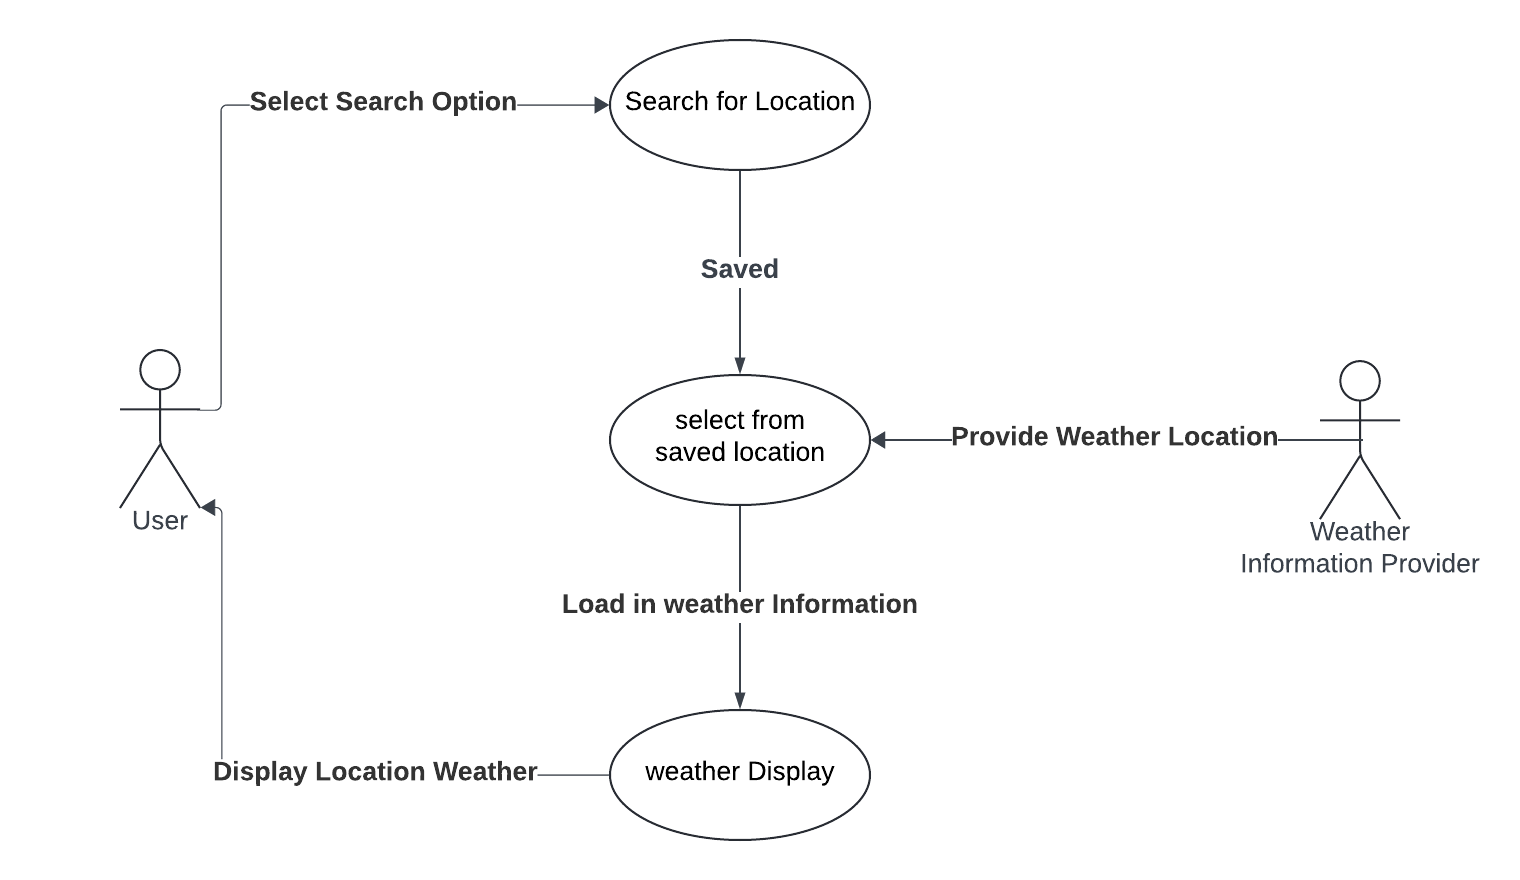 Select Search Option
Search for Location
Saved
select from
saved location
Provide Weather Location
User
Weather
Information Provider
Load in weather Information
Display Location Weather
weather Display